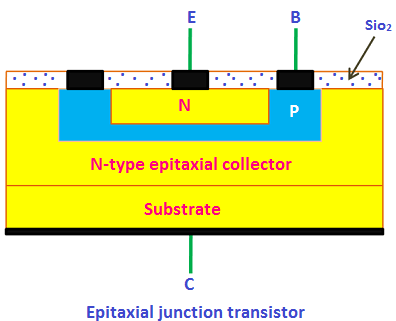 E
B
Sio₂
N
P
N-type epitaxial collector
Substrate
C
Epitaxial junction transistor